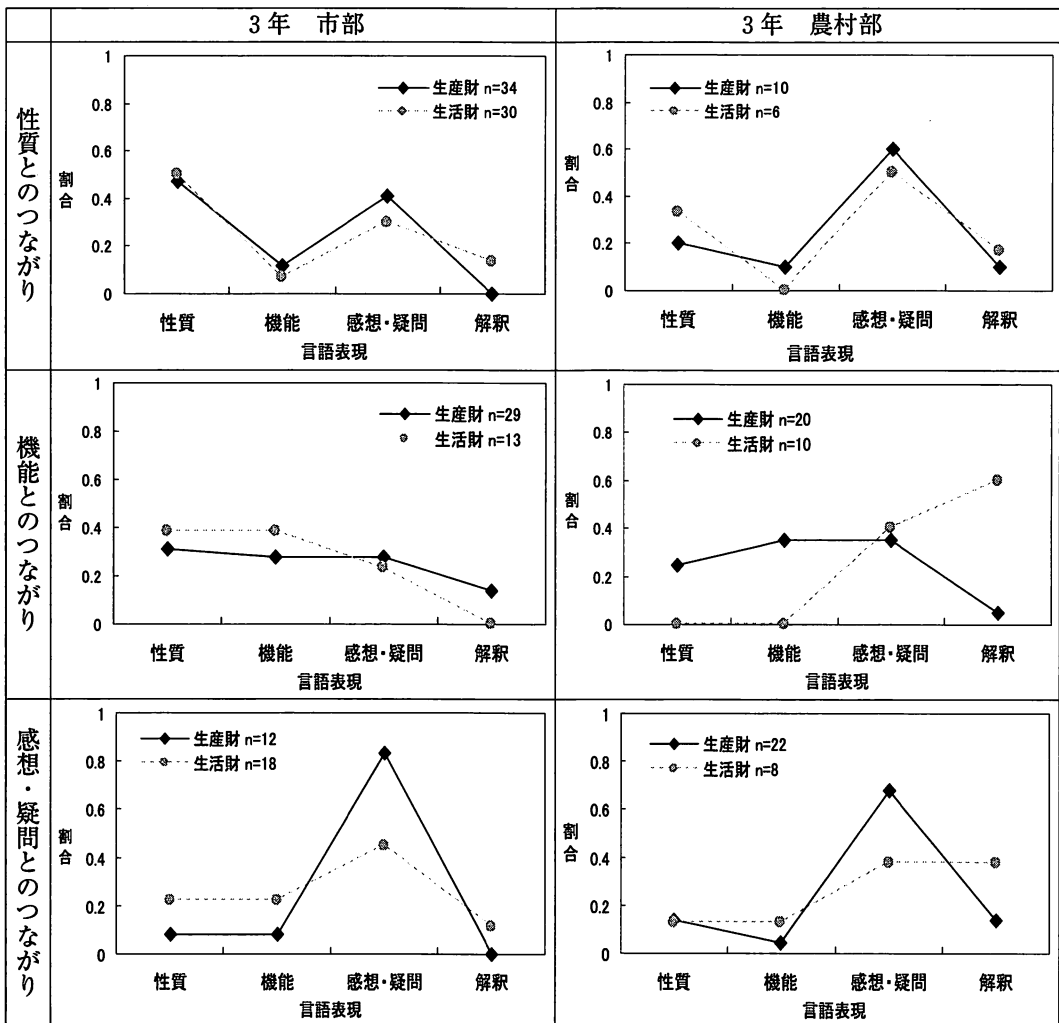 3年 市部
3年 農村部
性質とのつながり
1
0.8
0.6
0.4
0.2
0
割合
生産財 n=34
生活財 n=30
性質 機能 感想・疑問 解釈
言語表現
1
0.8
0.6
0.4
0.2
0
割合
生産財 n=10
生活財 n=6
性質 機能 感想・疑問 解釈
言語表現
機能とのつながり
1
0.8
0.6
0.4
0.2
0
割合
生産財 n=29
生活財 n=13
性質 機能 感想・疑問 解釈
言語表現
1
0.8
0.6
0.4
0.2
0
割合
生産財 n=20
生活財 n=10
性質 機能 感想・疑問 解釈
言語表現
感想・疑問とのつながり
1
0.8
0.6
0.4
0.2
0
割合
生産財 n=12
生活財 n=18
性質 機能 感想・疑問 解釈
言語表現
1
0.8
0.6
0.4
0.2
0
割合
生産財 n=22
生活財 n=8
性質 機能 感想・疑問 解釈
言語表現